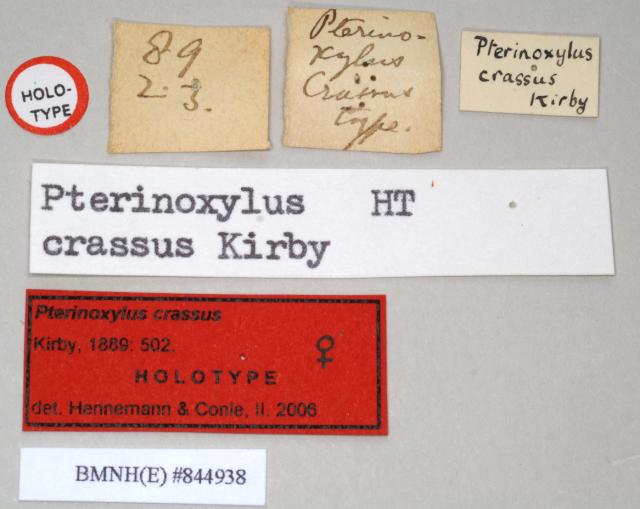 HOLO-
TYPE
89
2. 3.
Pterino-
xylus
Crassus
type.
Pterinoxylus
crassus
Kirby
Pterinoxylus HT
crassus Kirby
Pterinoxylus crassus
Kirby, 1889: 502.
♀
HOLOTYPE
det. Hennemann & Conle, II. 2006
BMNH(E) #844938